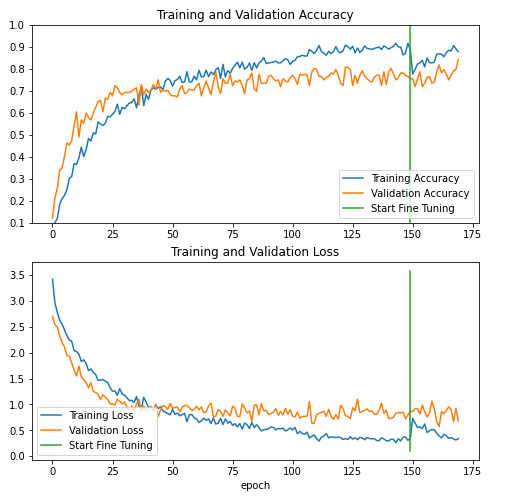 Training and Validation Accuracy
1.0
0.9
0.8
0.7
0.6
0.5
0.4
0.3
0.2
0.1
Training Accuracy
Validation Accuracy
Start Fine Tuning
0 25 50 75 100 125 150 175
Training and Validation Loss
3.5
3.0
2.5
2.0
1.5
1.0
0.5
0.0
Training Loss
Validation Loss
Start Fine Tuning
0 25 50 75 100 125 150 175
epoch